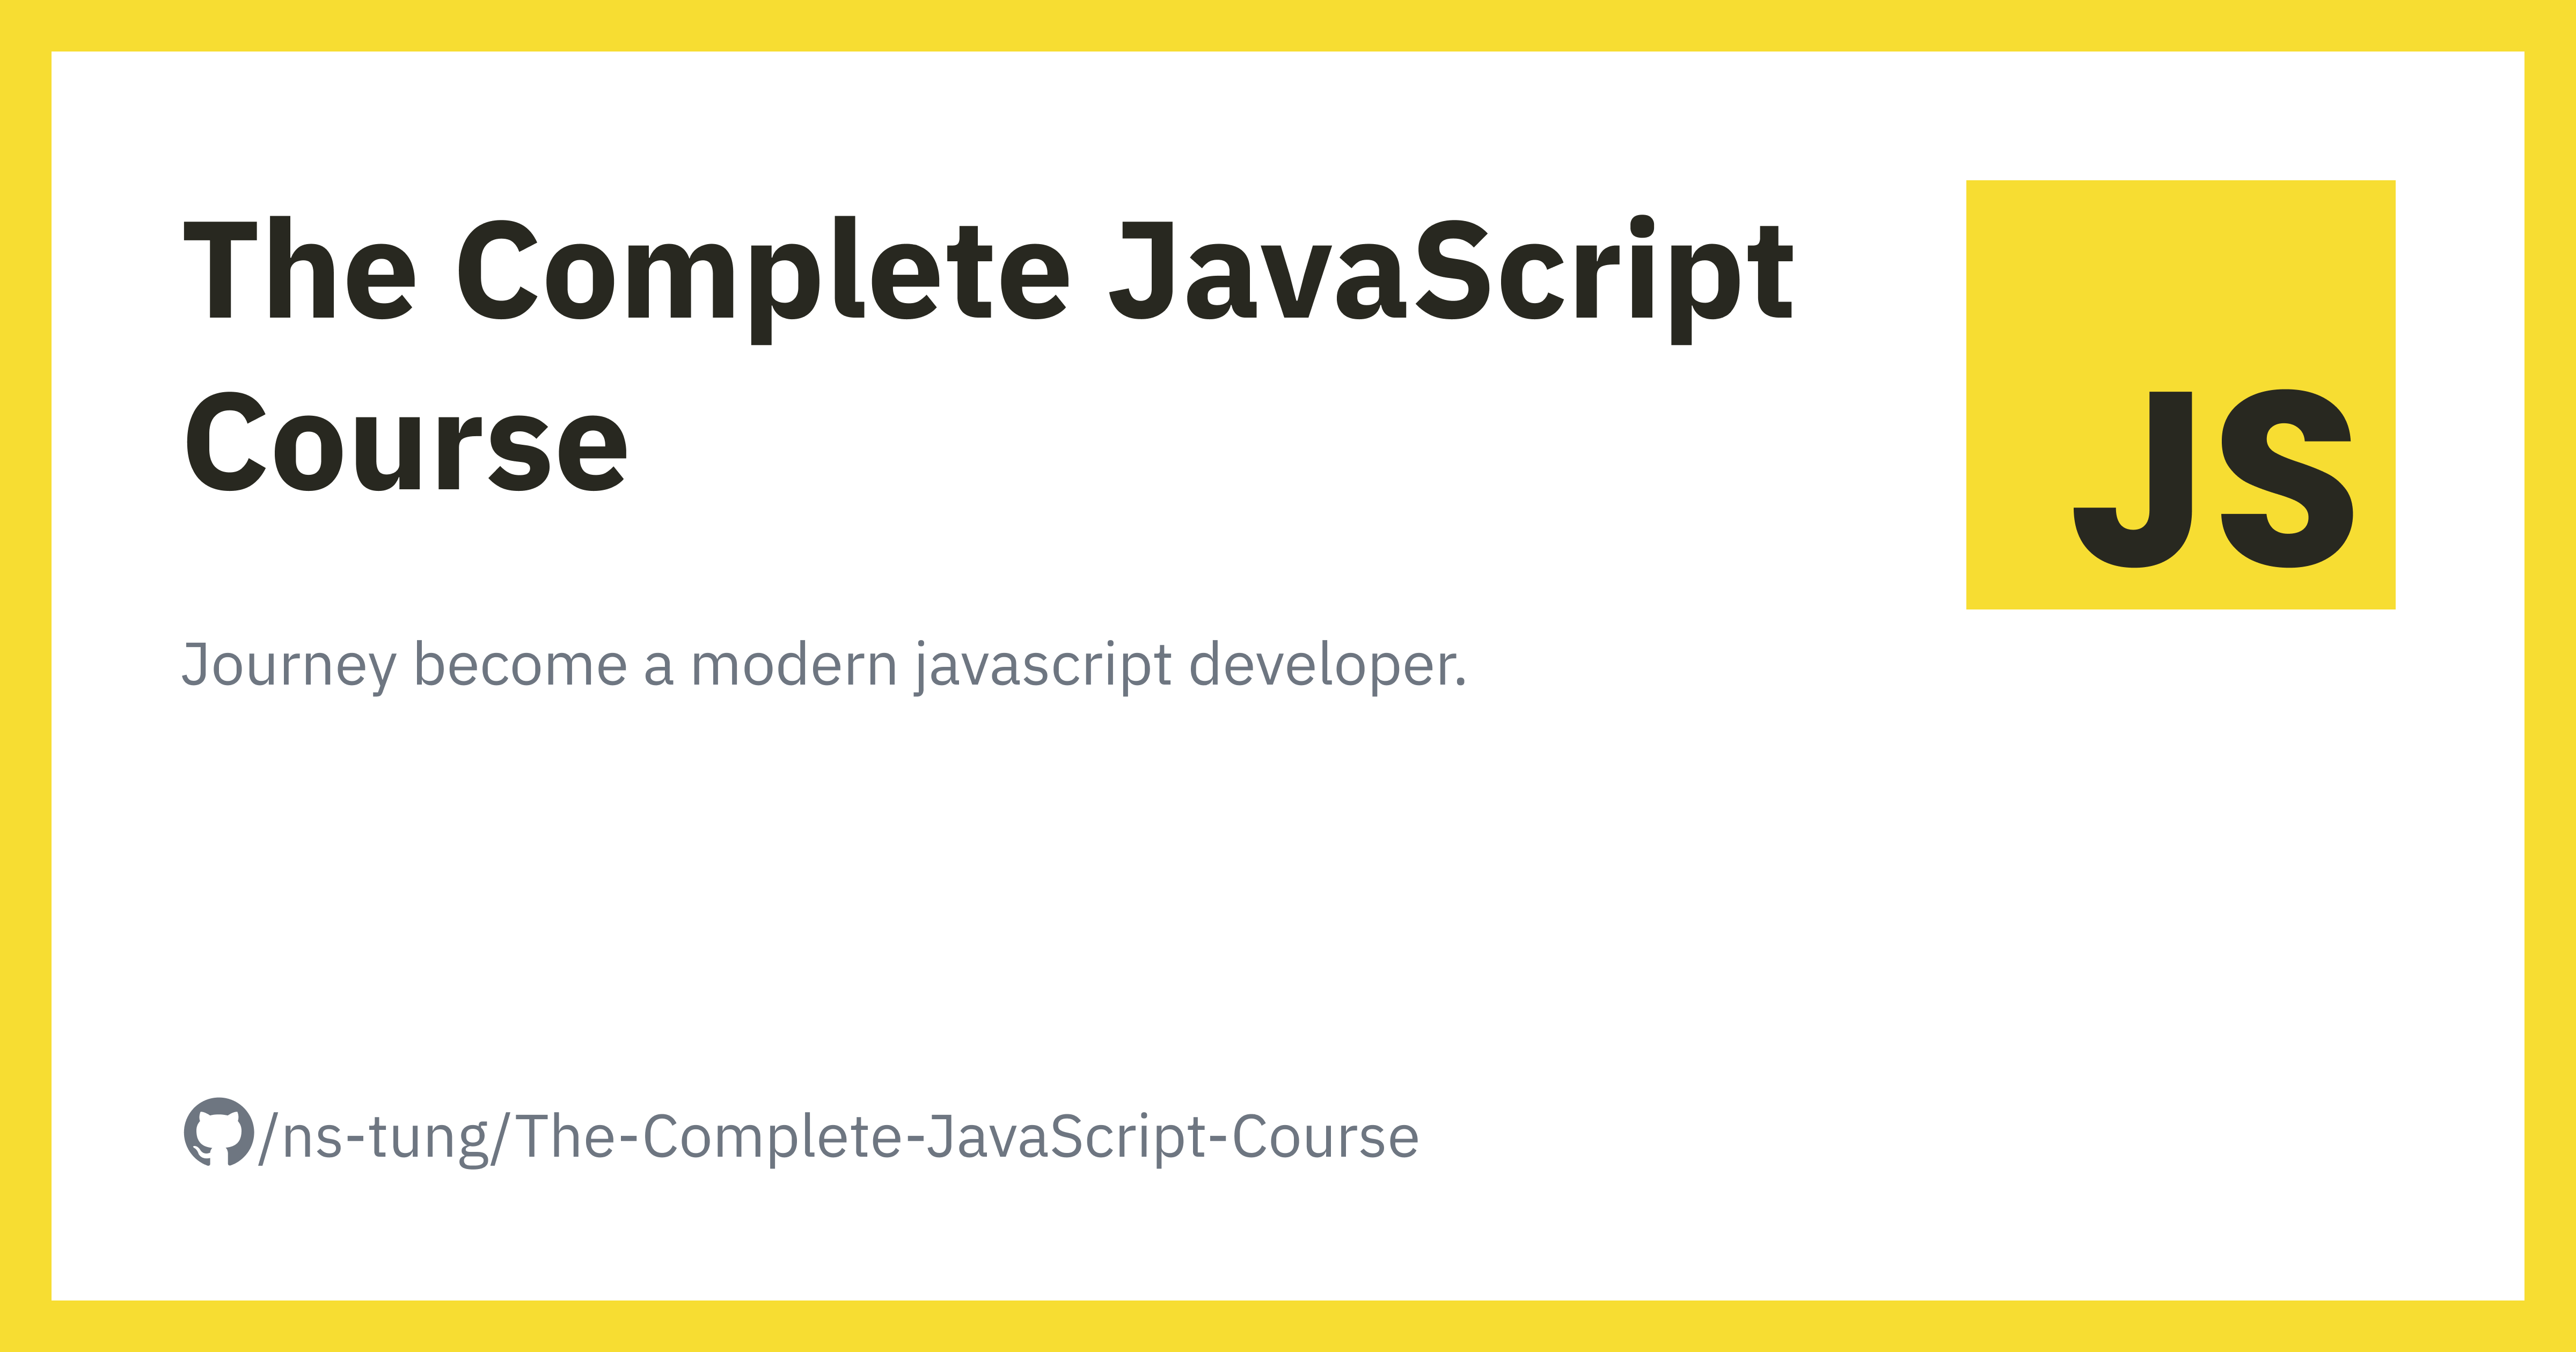 The Complete JavaScript
Course
JS
Journey become a modern javascript developer.
/ns-tung/The-Complete-JavaScript-Course